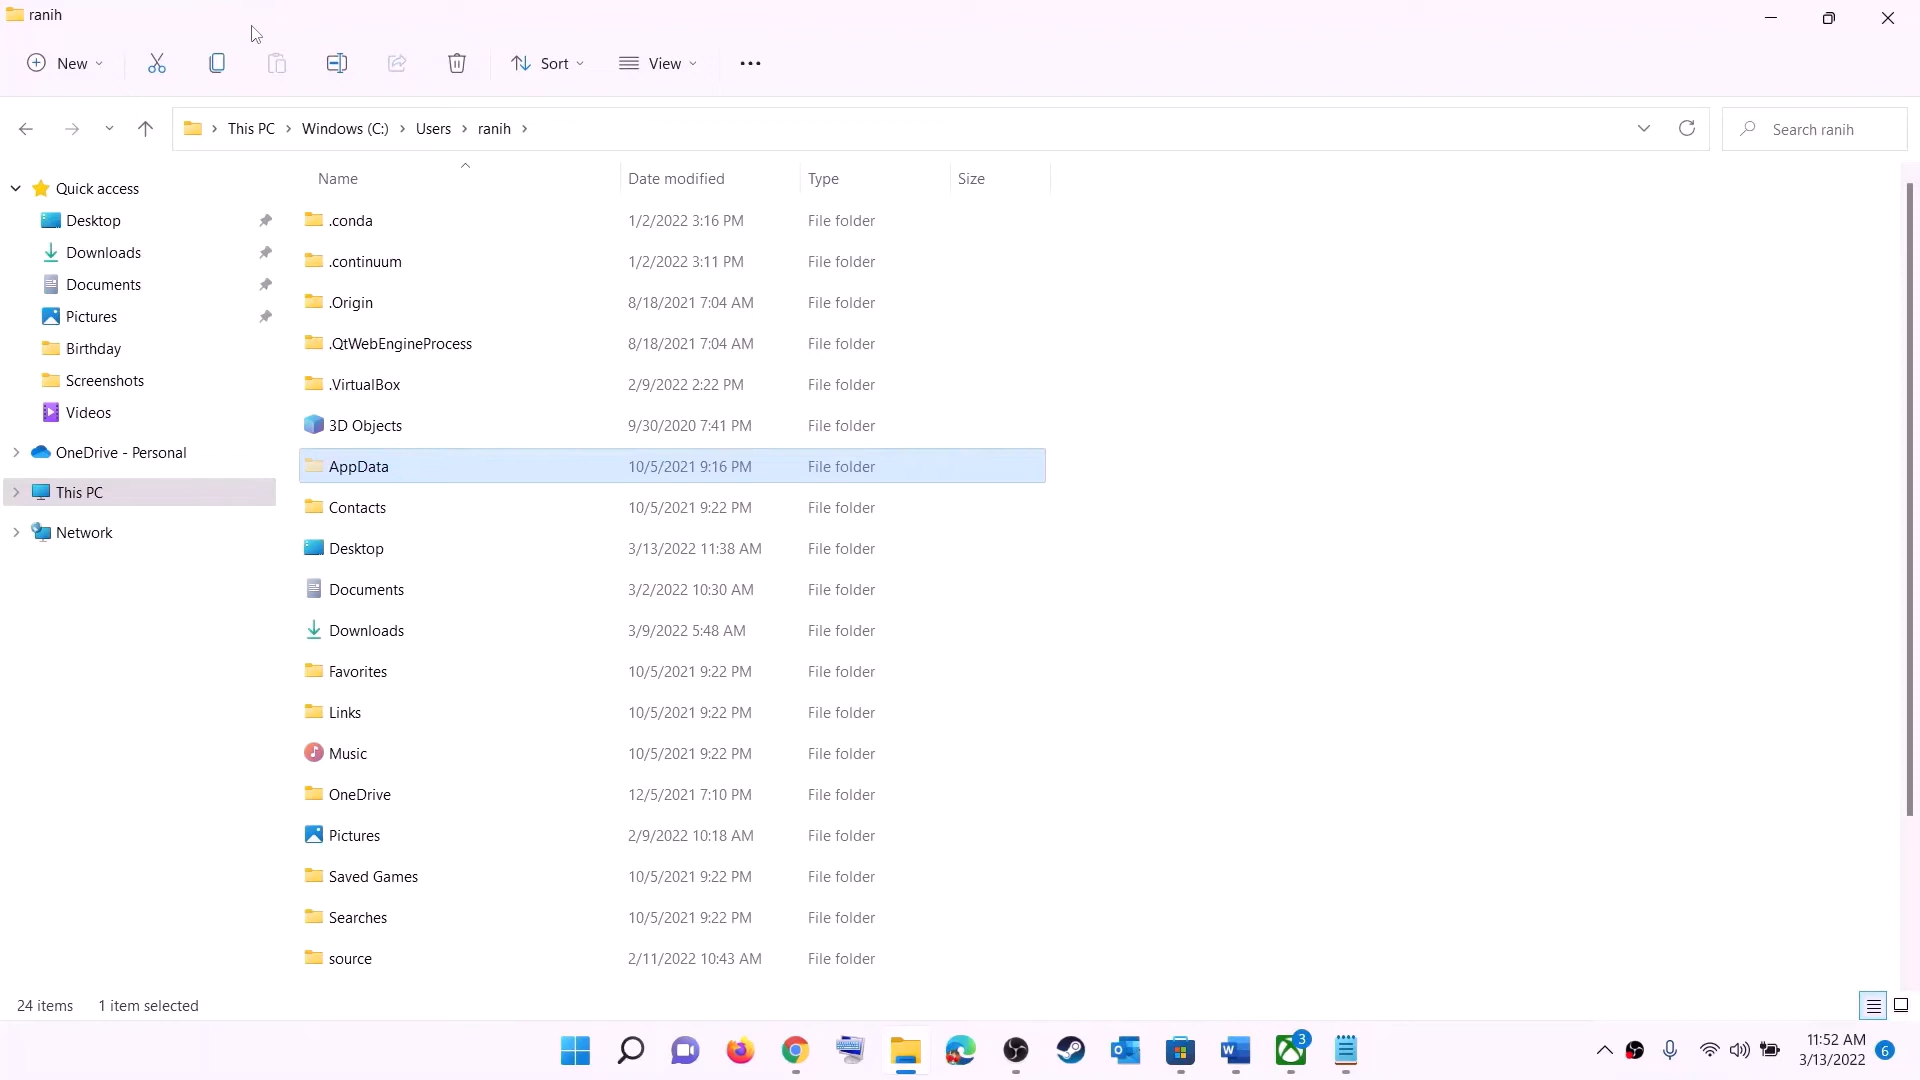 ranih
New
Sort
View
This PC
Windows (C:)
Users
ranih
Search ranih
Name
Date modified
Type
Size
Quick access
Desktop
Downloads
Documents
Pictures
Birthday
Screenshots
Videos
OneDrive - Personal
This PC
Network
.conda 1/2/2022 3:16 PM File folder
.continuum 1/2/2022 3:11 PM File folder
.Origin 8/18/2021 7:04 AM File folder
.QtWebEngineProcess 8/18/2021 7:04 AM File folder
.VirtualBox 2/9/2022 2:22 PM File folder
3D Objects 9/30/2020 7:41 PM File folder
AppData 10/5/2021 9:16 PM File folder
Contacts 10/5/2021 9:22 PM File folder
Desktop 3/13/2022 11:38 AM File folder
Documents 3/2/2022 10:30 AM File folder
Downloads 3/9/2022 5:48 AM File folder
Favorites 10/5/2021 9:22 PM File folder
Links 10/5/2021 9:22 PM File folder
Music 10/5/2021 9:22 PM File folder
OneDrive 12/5/2021 7:10 PM File folder
Pictures 2/9/2022 10:18 AM File folder
Saved Games 10/5/2021 9:22 PM File folder
Searches 10/5/2021 9:22 PM File folder
source 2/11/2022 10:43 AM File folder
24 items
1 item selected
3
11:52 AM
3/13/2022
6